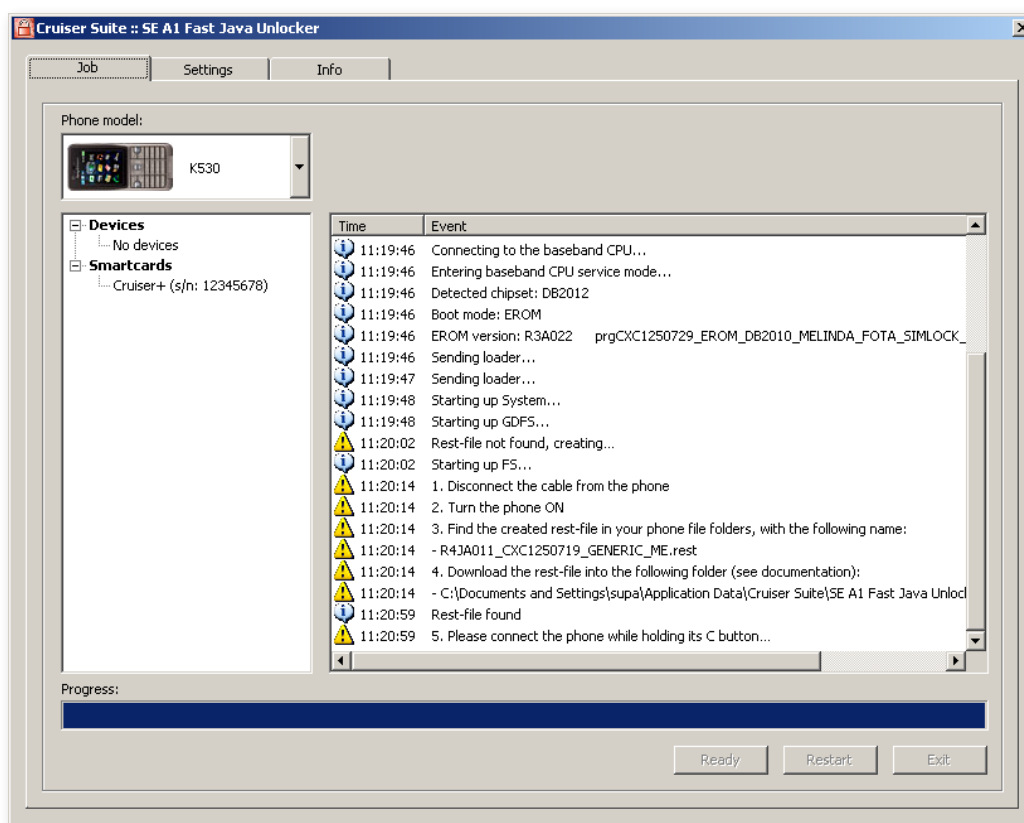 Cruiser Suite :: SE A1 Fast Java Unlocker
Job Settings Info
Phone model:
K530
Devices
No devices
Smartcards
Cruiser+ (s/n: 12345678)
Time Event
11:19:46 Connecting to the baseband CPU...
11:19:46 Entering baseband CPU service mode...
11:19:46 Detected chipset: DB2012
11:19:46 Boot mode: EROM
11:19:46 EROM version: R3A022 prgCXC1250729_EROM_DB2010_MELINDA_FOTA_SIMLOCK_
11:19:46 Sending loader...
11:19:47 Sending loader...
11:19:48 Starting up System...
11:19:48 Starting up GDFS...
11:20:02 Rest-file not found, creating...
11:20:02 Starting up FS...
11:20:14 1. Disconnect the cable from the phone
11:20:14 2. Turn the phone ON
11:20:14 3. Find the created rest-file in your phone file folders, with the following name:
11:20:14 - R4JA011_CXC1250719_GENERIC_ME.rest
11:20:14 4. Download the rest-file into the following folder (see documentation):
11:20:14 - C:\Documents and Settings\supa\Application Data\Cruiser Suite\SE A1 Fast Java Unlocl
11:20:59 Rest-file found
11:20:59 5. Please connect the phone while holding its C button...
Progress:
Ready Restart Exit